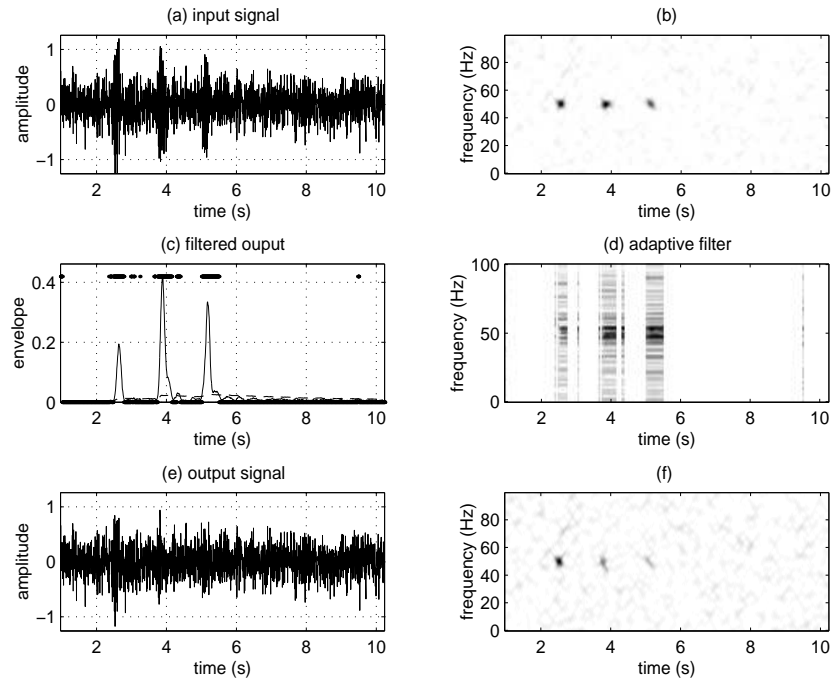 (a) input signal
amplitude
1
0
−1
2 4 6 8 10
time (s)
(b)
frequency (Hz)
80
60
40
20
0
2 4 6 8 10
time (s)
(c) filtered ouput
envelope
0.4
0.2
0
2 4 6 8 10
time (s)
(d) adaptive filter
frequency (Hz)
100
50
0
2 4 6 8 10
time (s)
(e) output signal
amplitude
1
0
−1
2 4 6 8 10
time (s)
(f)
frequency (Hz)
80
60
40
20
0
2 4 6 8 10
time (s)